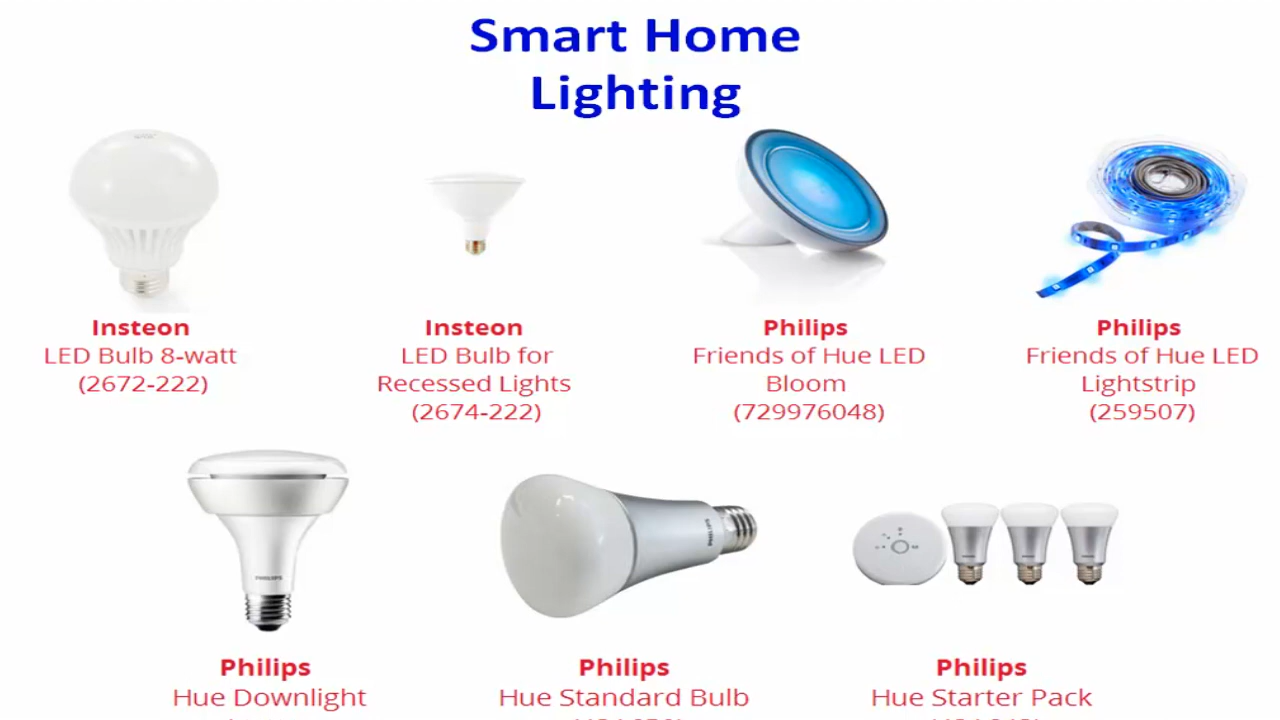 Smart Home
Lighting
Insteon
LED Bulb 8-watt
(2672-222)
Insteon
LED Bulb for
Recessed Lights
(2674-222)
Philips
Friends of Hue LED
Bloom
(729976048)
Philips
Friends of Hue LED
Lightstrip
(259507)
PHILIPS
PHILIPS
Philips
Hue Downlight
Philips
Hue Standard Bulb
Philips
Hue Starter Pack